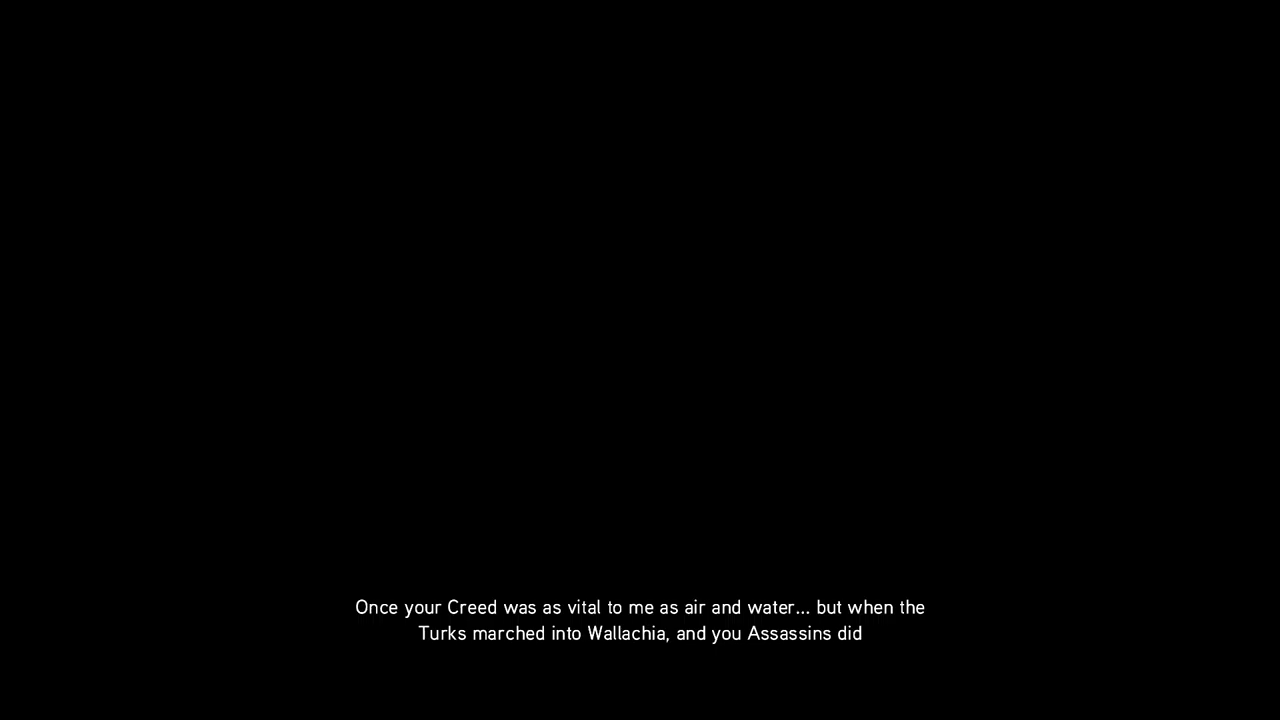 Once your Creed was as vital to me as air and water... but when the
Turks marched into Wallachia, and you Assassins did